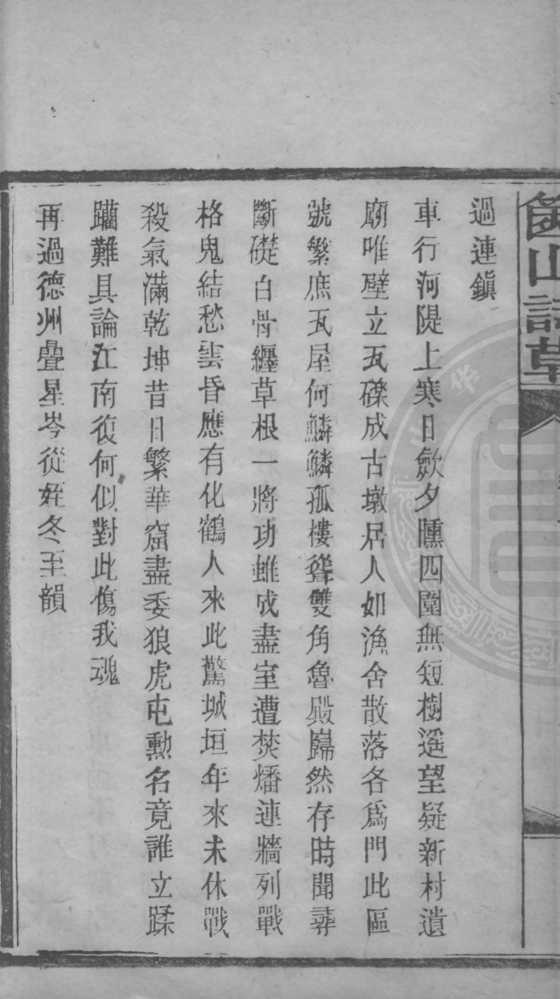 過連鎮
車行河隄上寒日斂夕曛四圍無短樹遥望疑新村遺
廟唯壁立瓦礫成古墩居人如漁舍散落各爲門此區
號繁庶瓦屋何鱗鱗孤樓聳雙角魯殿巋然存時聞尋
斷礎白骨纏草根一將功雖成盡室遭焚燔連牆列戰
格鬼結愁雲昏應有化鶴人來此驚城垣年來未休戰
殺氣滿乾坤昔日繁華窟盡委狼虎屯勳名竟誰立蹂
躪難具論江南復何似對此傷我魂
再過德州疊星岑從姪冬至韻
山詩草